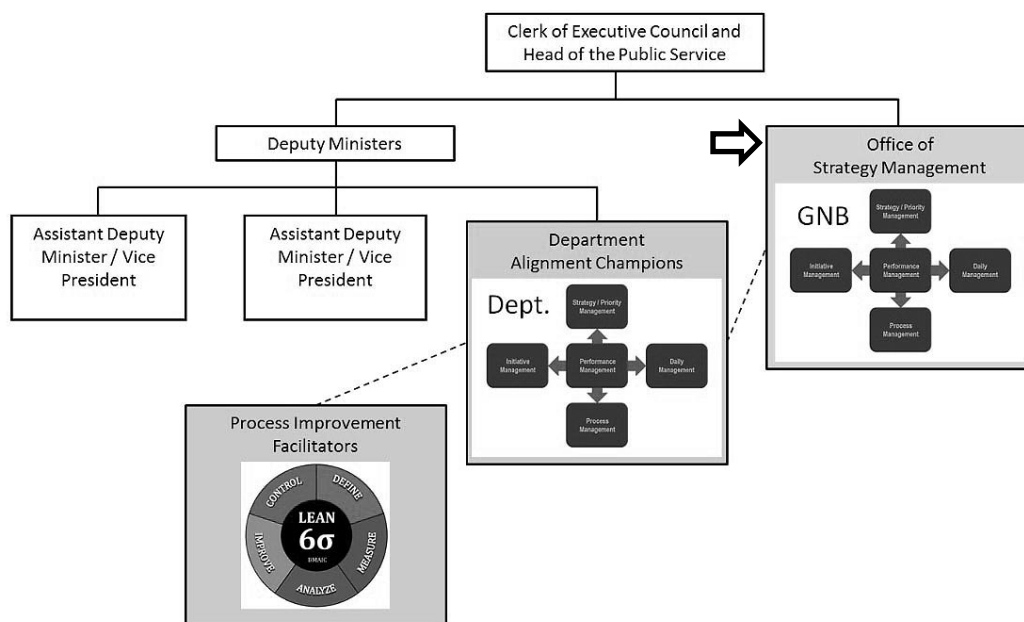 Clerk of Executive Council and
Head of the Public Service
Deputy Ministers
Office of
Strategy Management
GNB
Strategy / Priority
Management
Initiative
Management
Performance
Management
Daily
Management
Process
Management
Assistant Deputy
Minister / Vice
President
Assistant Deputy
Minister / Vice
President
Department
Alignment Champions
Dept.
Strategy / Priority
Management
Initiative
Management
Performance
Management
Daily
Management
Process
Management
Process Improvement
Facilitators
CONTROL
DEFINE
LEAN
6σ
DMAIC
IMPROVE
MEASURE
ANALYZE